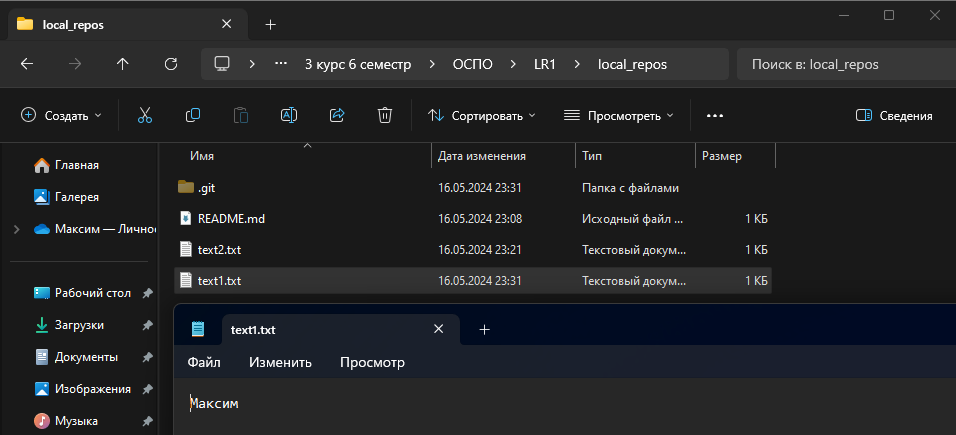 local_repos
3 курс 6 семестр
ОСПО
LR1
local_repos
Поиск в: local_repos
Создать
Сортировать
Просмотреть
Сведения
Имя
Дата изменения
Тип
Размер
Главная
Галерея
Максим — Личнос
Рабочий стол
Загрузки
Документы
Изображения
Музыка
.git
16.05.2024 23:31
Папка с файлами
README.md
16.05.2024 23:08
Исходный файл ...
1 КБ
text2.txt
16.05.2024 23:21
Текстовый докум...
1 КБ
text1.txt
16.05.2024 23:31
Текстовый докум...
1 КБ
text1.txt
Файл
Изменить
Просмотр
Максим